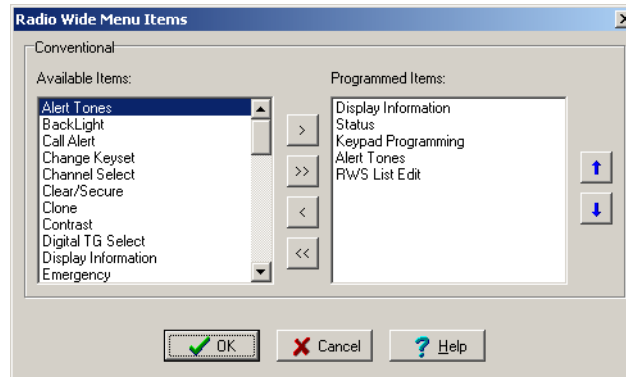 Radio Wide Menu Items
Conventional
Available Items:
Alert Tones
BackLight
Call Alert
Change Keyset
Channel Select
Clear/Secure
Clone
Contrast
Digital TG Select
Display Information
Emergency
>
>>
<
<<
Programmed Items:
Display Information
Status
Keypad Programming
Alert Tones
RWS List Edit
OK
Cancel
Help